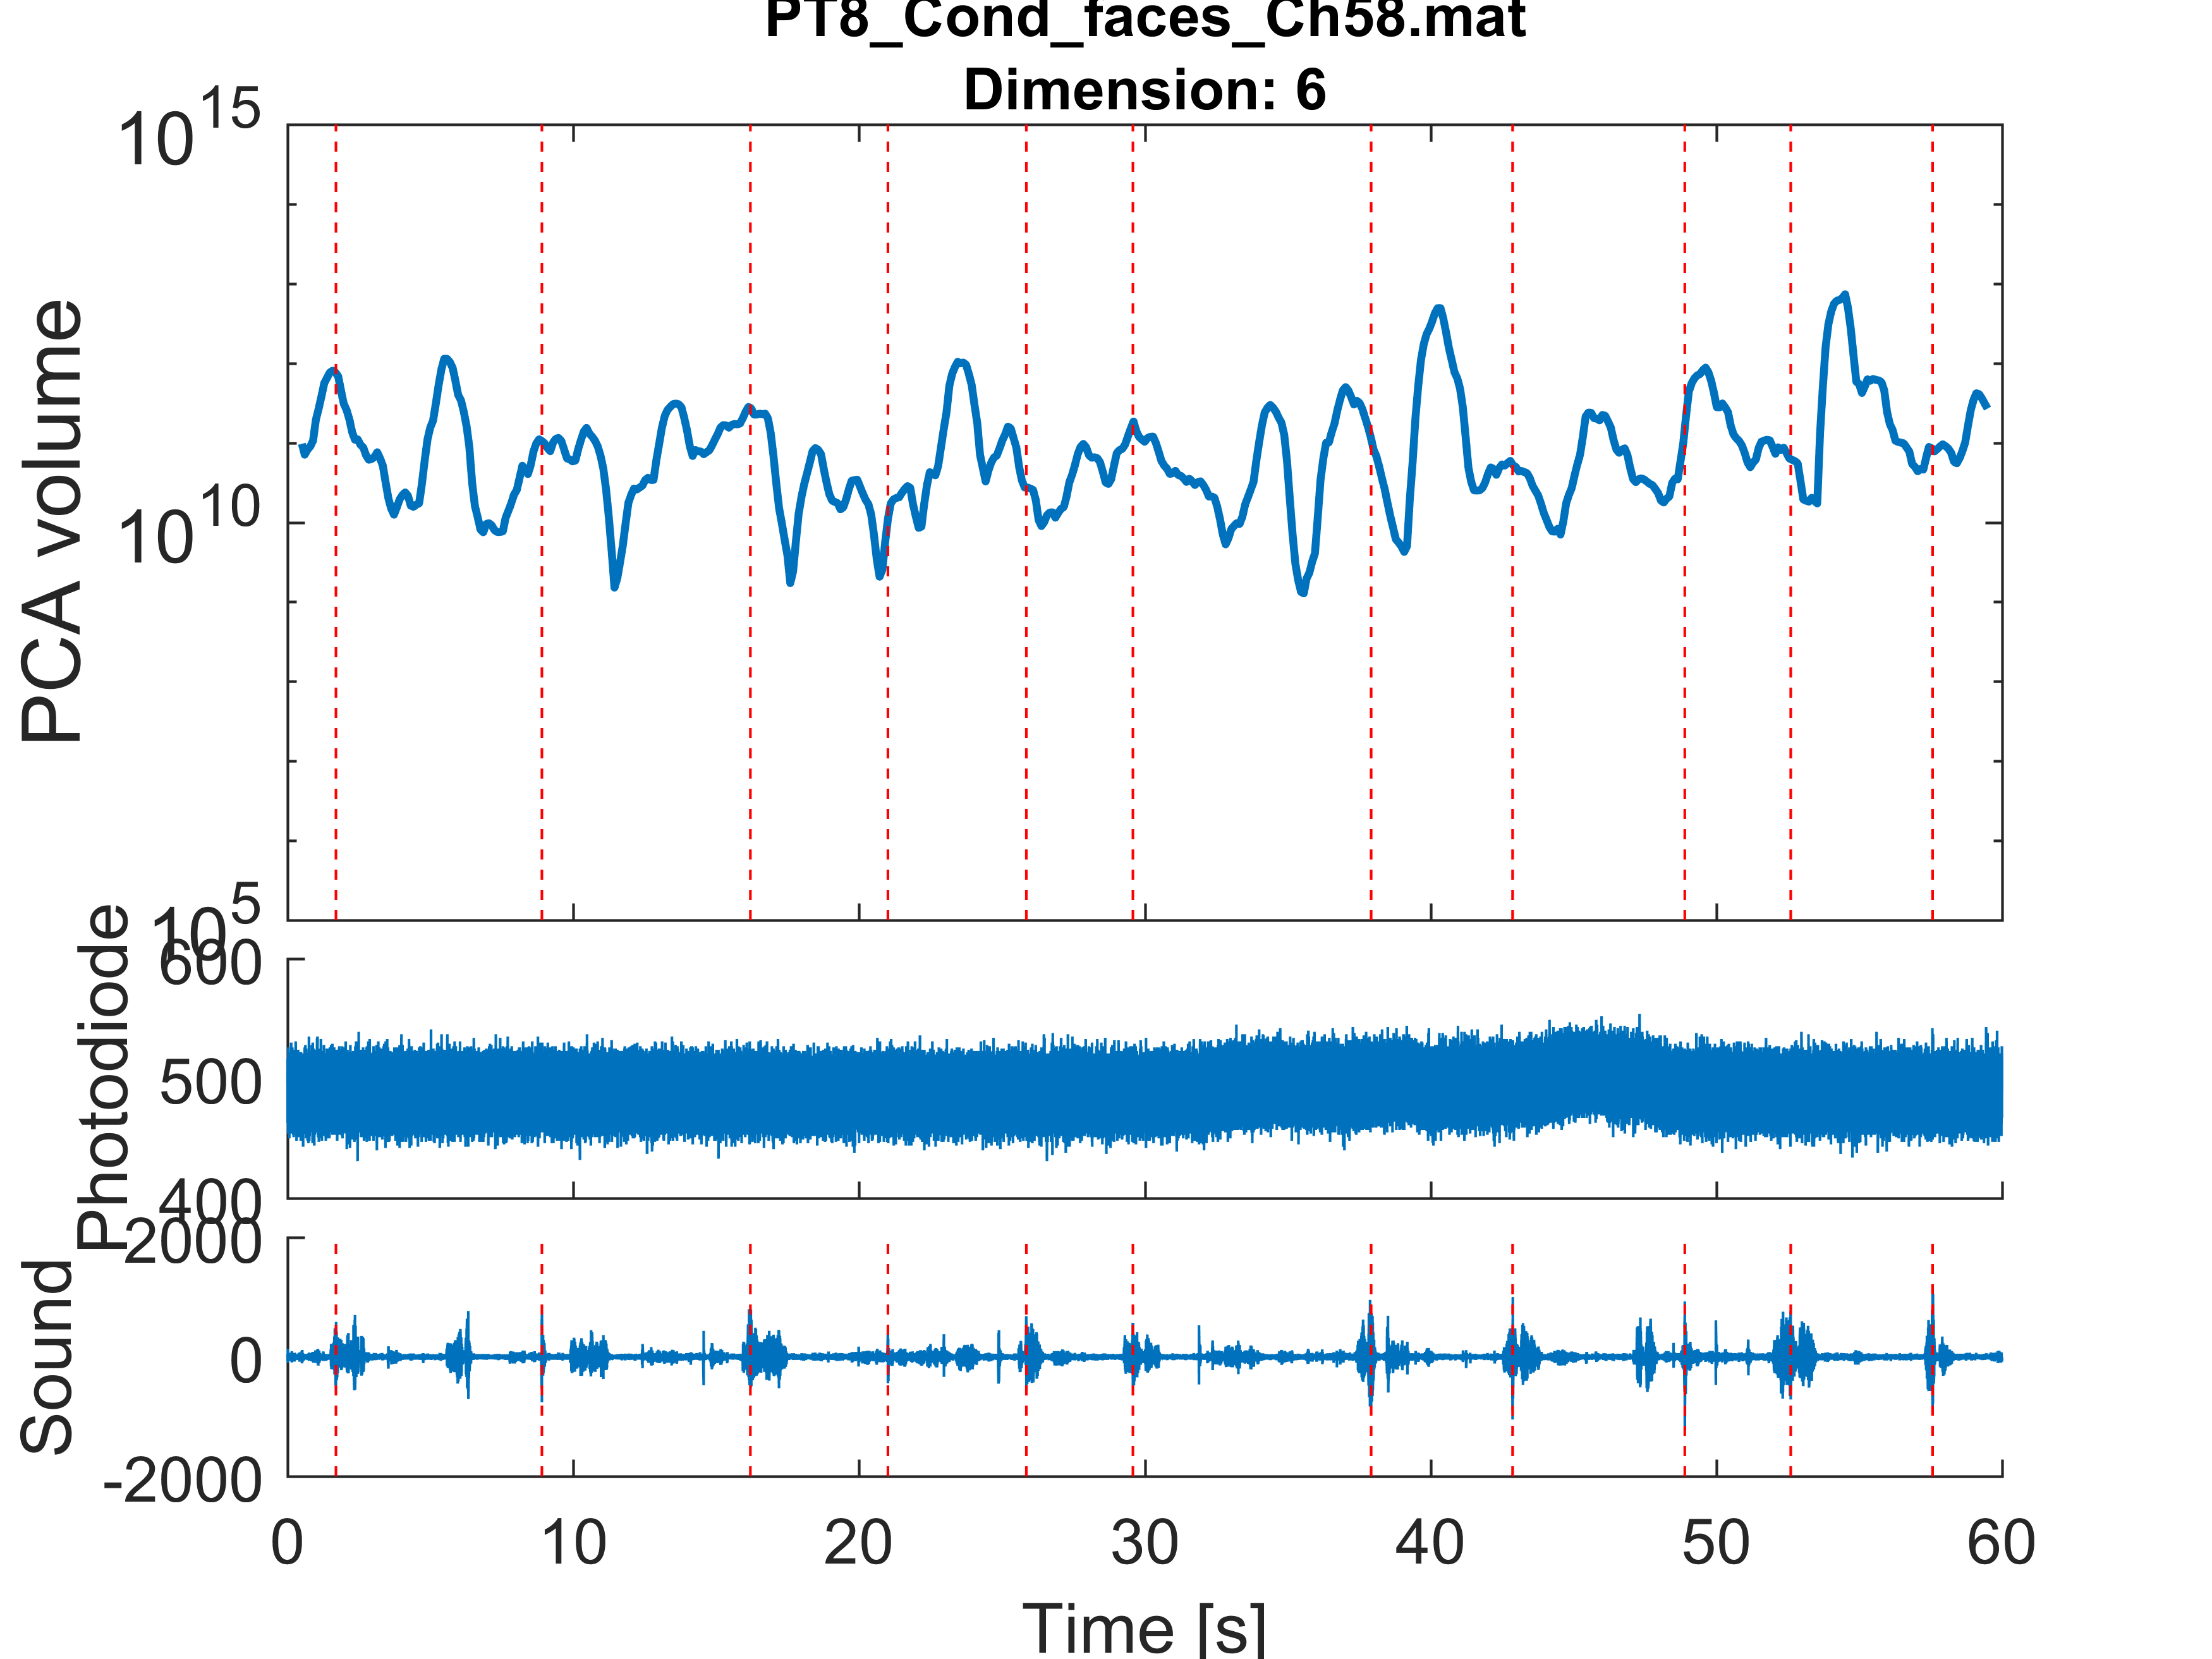 PT8_Cond_faces_Ch58.mat
Dimension: 6
10^15
10^10
10^5
PCA volume
600
500
400
Photodiode
2000
0
-2000
Sound
0 10 20 30 40 50 60
Time [s]